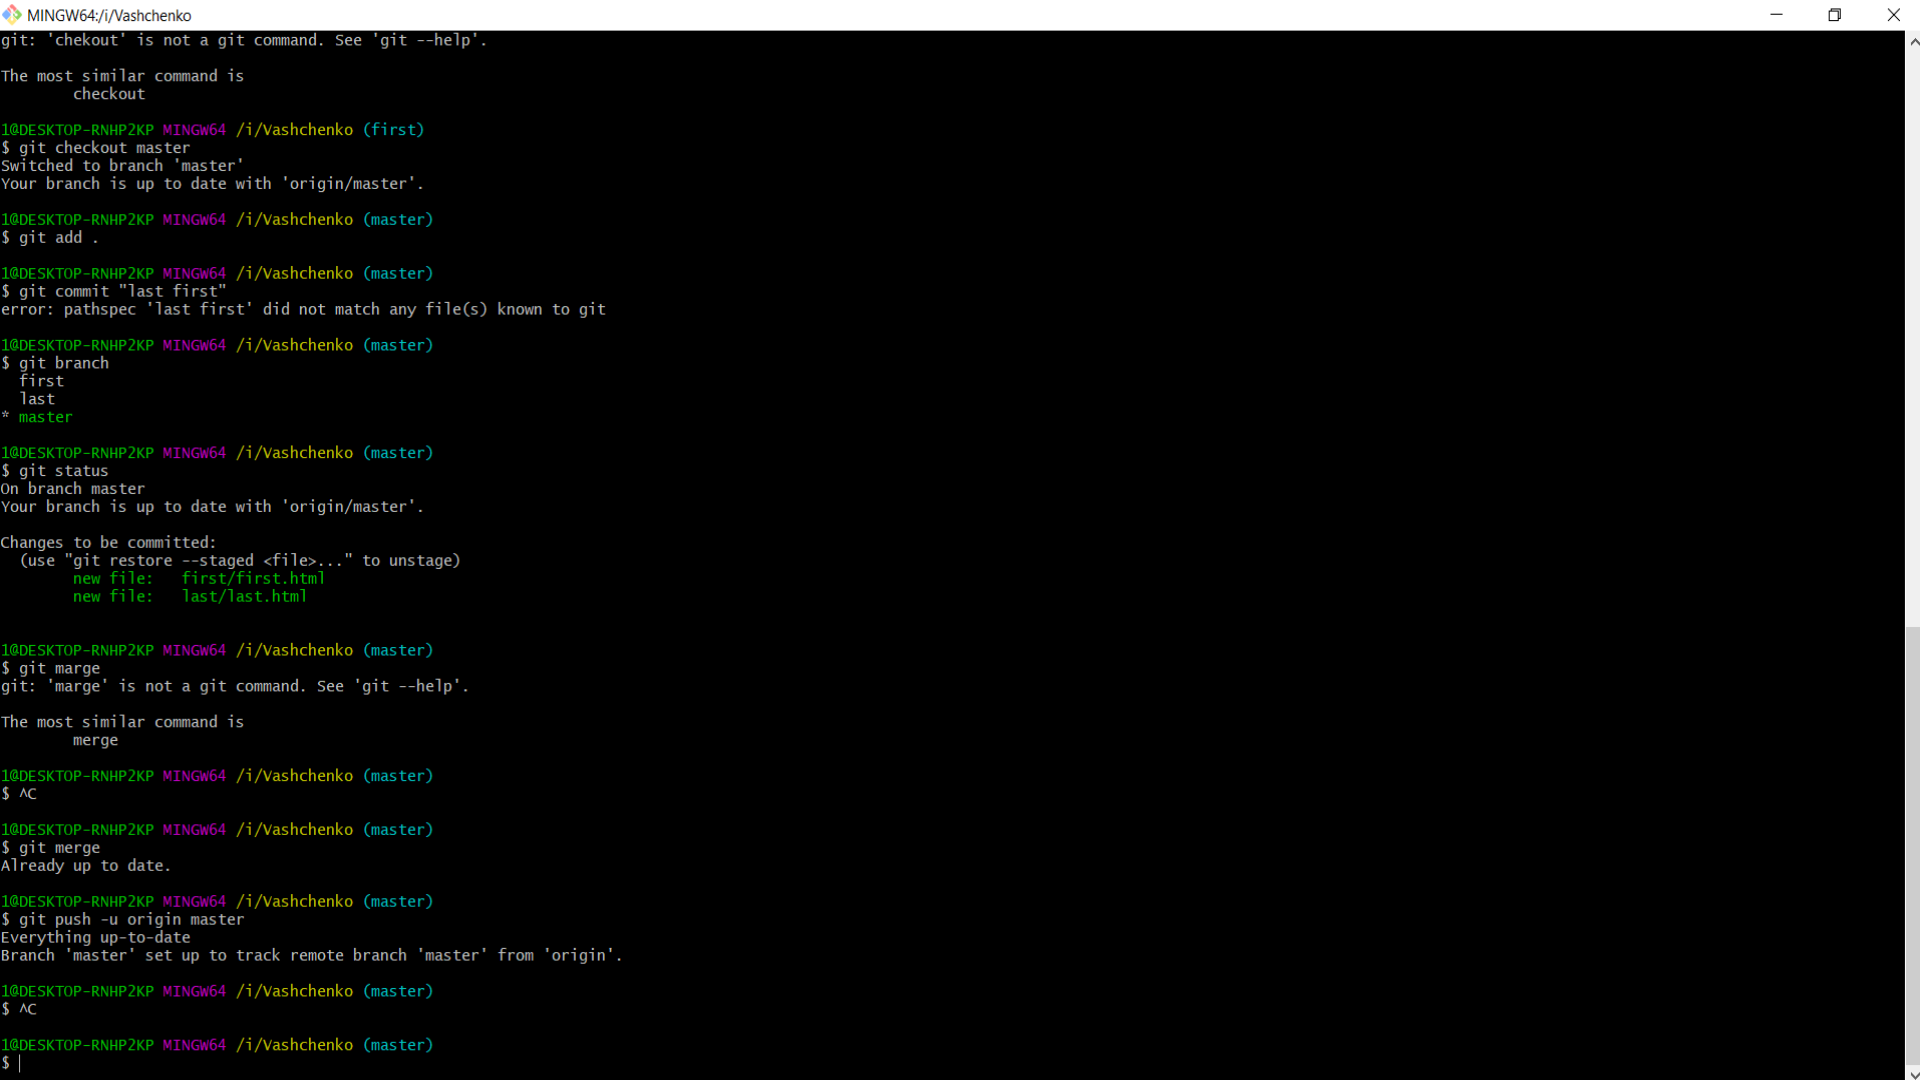 MINGW64:/i/Vashchenko
git: 'chekout' is not a git command. See 'git --help'.
The most similar command is
checkout
1@DESKTOP-RNHP2KP MINGW64 /i/Vashchenko (first)
$ git checkout master
Switched to branch 'master'
Your branch is up to date with 'origin/master'.
1@DESKTOP-RNHP2KP MINGW64 /i/Vashchenko (master)
$ git add .
1@DESKTOP-RNHP2KP MINGW64 /i/Vashchenko (master)
$ git commit "last first"
error: pathspec 'last first' did not match any file(s) known to git
1@DESKTOP-RNHP2KP MINGW64 /i/Vashchenko (master)
$ git branch
first
last
* master
1@DESKTOP-RNHP2KP MINGW64 /i/Vashchenko (master)
$ git status
On branch master
Your branch is up to date with 'origin/master'.
Changes to be committed:
(use "git restore --staged <file>..." to unstage)
new file:   first/first.html
new file:   last/last.html
1@DESKTOP-RNHP2KP MINGW64 /i/Vashchenko (master)
$ git marge
git: 'marge' is not a git command. See 'git --help'.
The most similar command is
merge
1@DESKTOP-RNHP2KP MINGW64 /i/Vashchenko (master)
$ ^C
1@DESKTOP-RNHP2KP MINGW64 /i/Vashchenko (master)
$ git merge
Already up to date.
1@DESKTOP-RNHP2KP MINGW64 /i/Vashchenko (master)
$ git push -u origin master
Everything up-to-date
Branch 'master' set up to track remote branch 'master' from 'origin'.
1@DESKTOP-RNHP2KP MINGW64 /i/Vashchenko (master)
$ ^C
1@DESKTOP-RNHP2KP MINGW64 /i/Vashchenko (master)
$